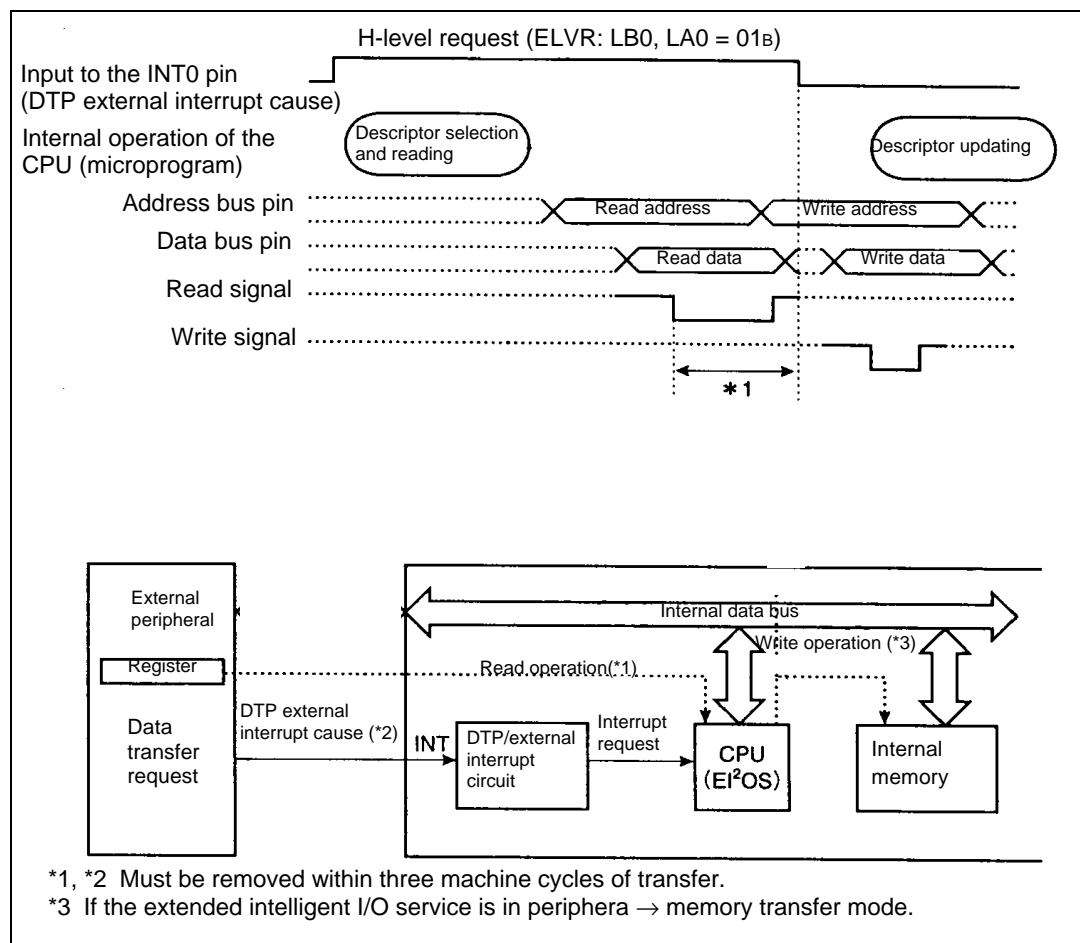 H-level request (ELVR: LB0, LA0 = 01B)
Input to the INT0 pin
(DTP external interrupt cause)
Internal operation of the
CPU (microprogram)
Descriptor selection
and reading
Descriptor updating
Address bus pin
Read address
Write address
Data bus pin
Read data
Write data
Read signal
Write signal
*1
External
peripheral
Internal data bus
Write operation (*3)
Register
Read operation(*1)
DTP external
interrupt cause (*2)
Data
transfer
request
INT
DTP/external
interrupt
circuit
Interrupt
request
CPU
(EI²OS)
Internal
memory
*1, *2 Must be removed within three machine cycles of transfer.
*3 If the extended intelligent I/O service is in periphera → memory transfer mode.